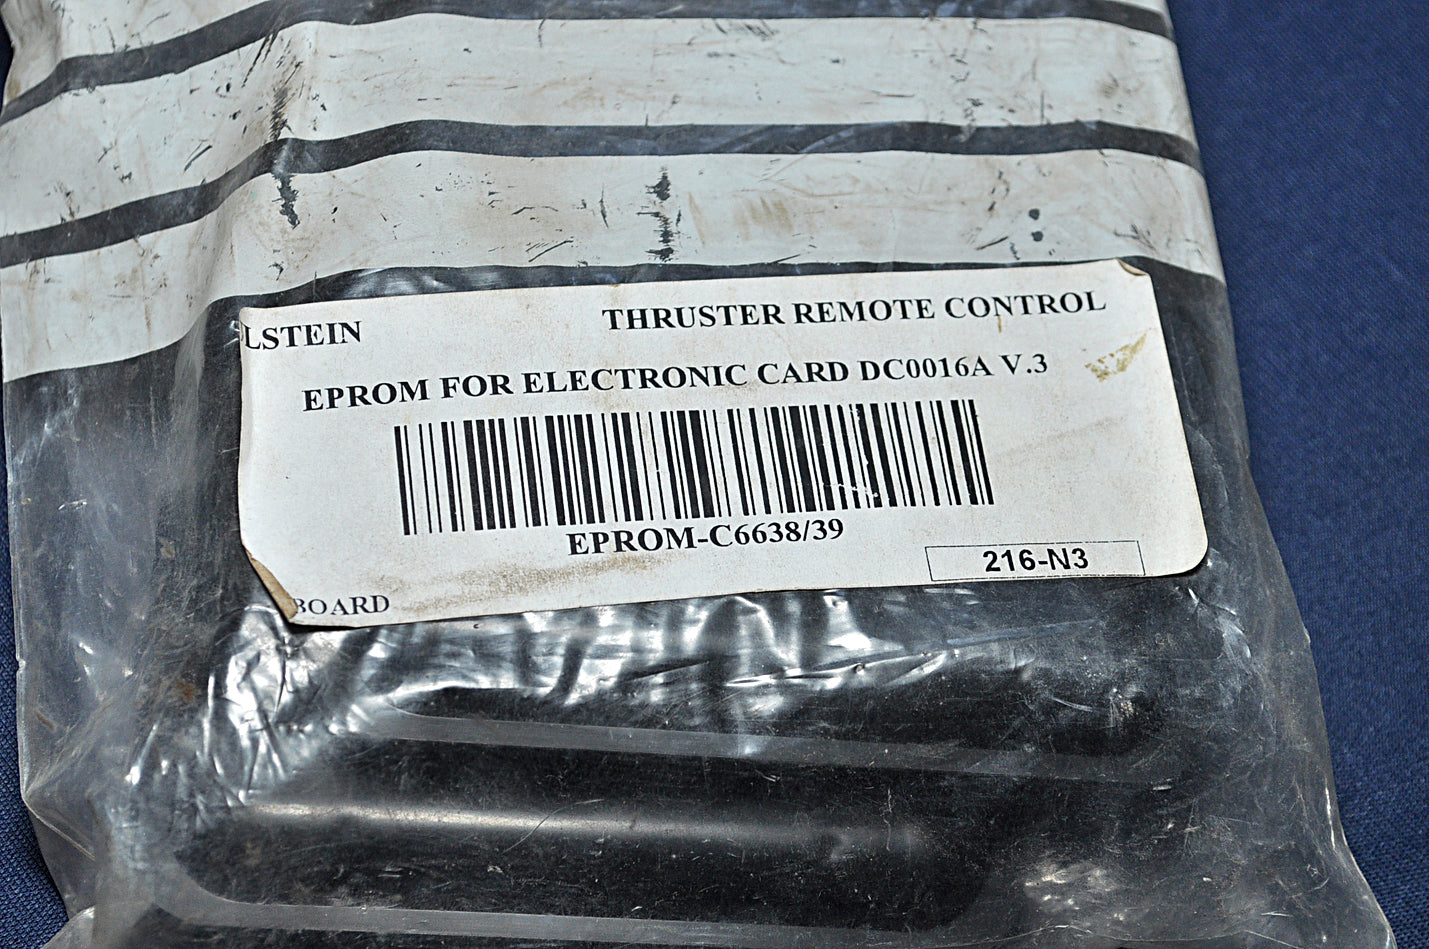 LSTEIN THRUSTER REMOTE CONTROL
EPROM FOR ELECTRONIC CARD DC0016A V.3
EPROM-C6638/39
216-N3
BOARD